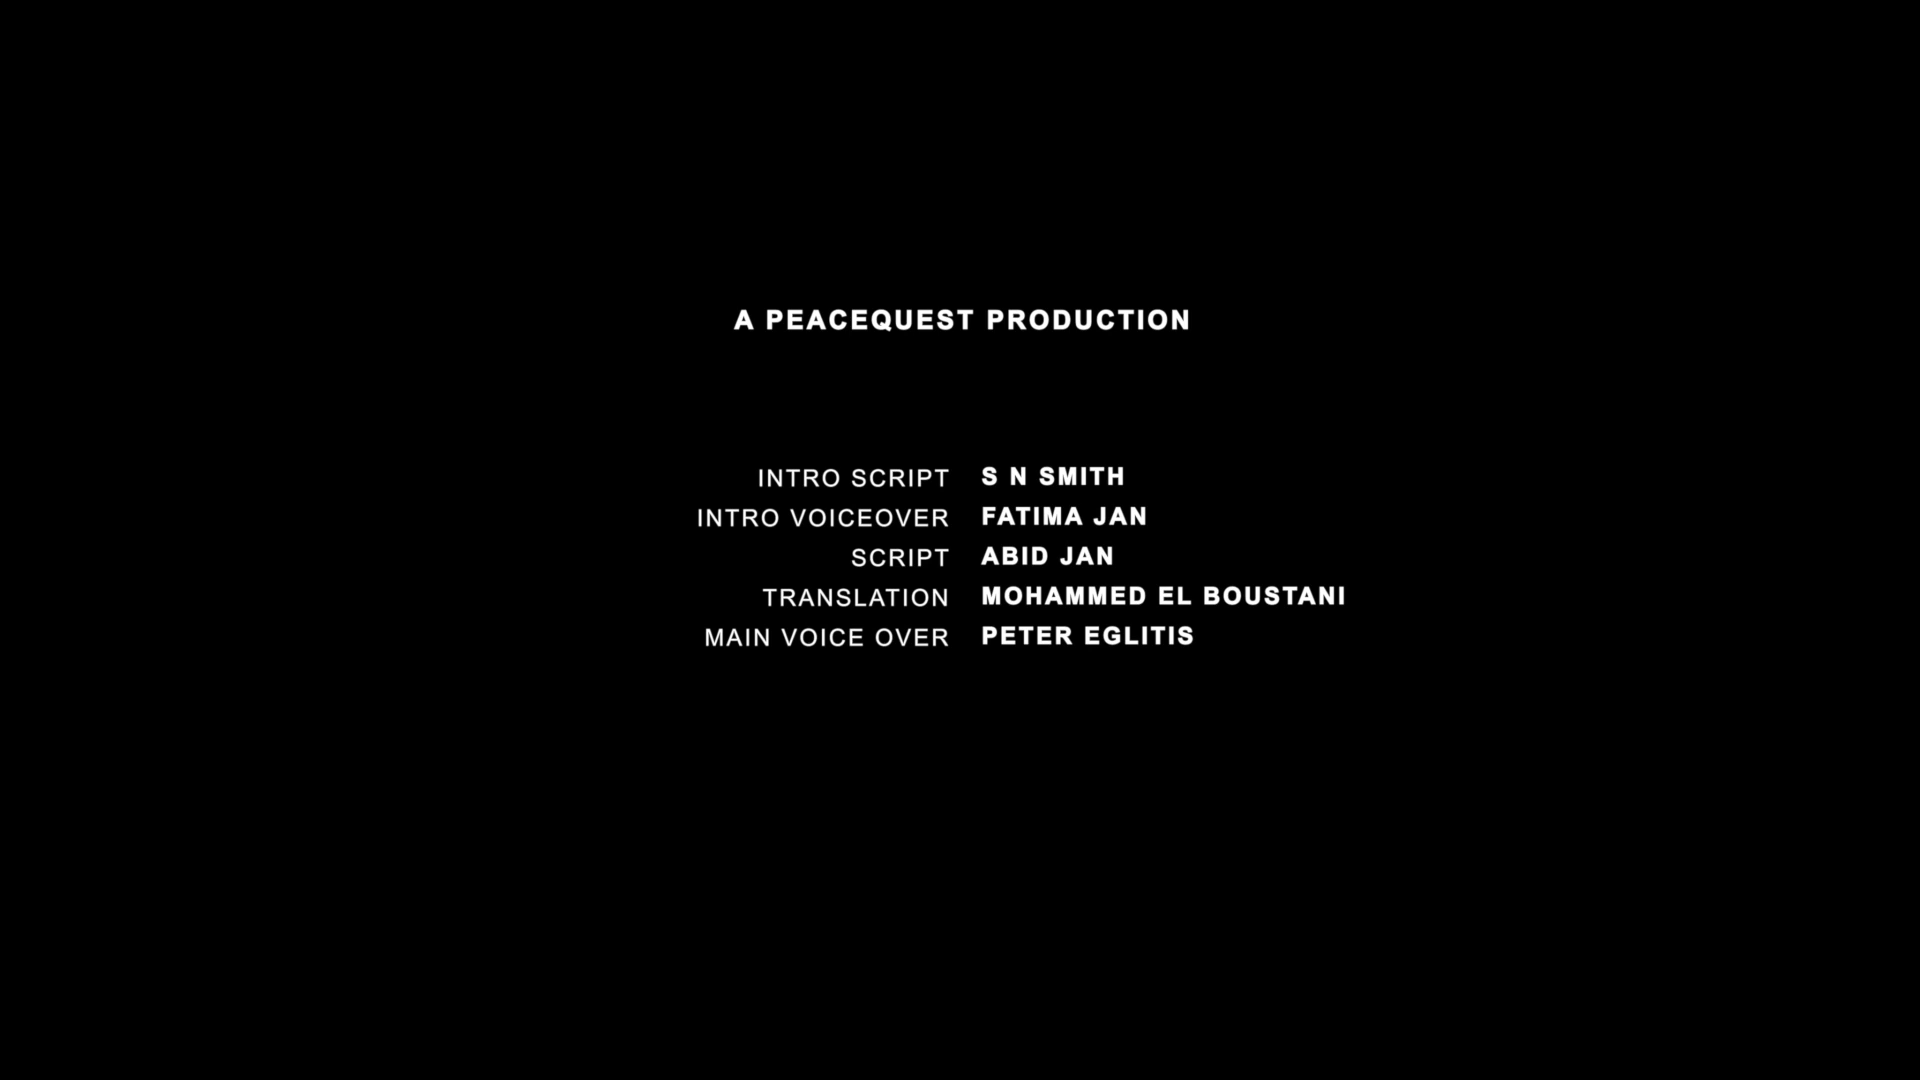 A PEACEQUEST PRODUCTION
INTRO SCRIPT S N SMITH
INTRO VOICEOVER FATIMA JAN
SCRIPT ABID JAN
TRANSLATION MOHAMMED EL BOUSTANI
MAIN VOICE OVER PETER EGLITIS